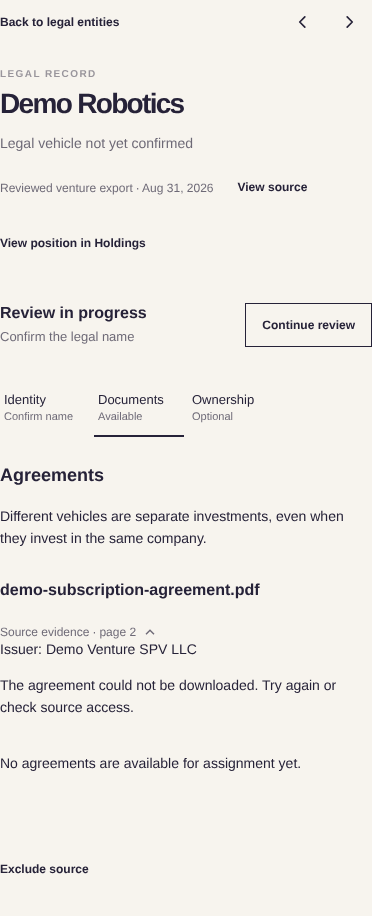 Back to legal entities
LEGAL RECORD
Demo Robotics
Legal vehicle not yet confirmed
Reviewed venture export · Aug 31, 2026 View source
View position in Holdings
Review in progress
Confirm the legal name
Continue review
Identity Documents Ownership
Confirm name Available Optional
Agreements
Different vehicles are separate investments, even when
they invest in the same company.
demo-subscription-agreement.pdf
Source evidence · page 2
Issuer: Demo Venture SPV LLC
The agreement could not be downloaded. Try again or
check source access.
No agreements are available for assignment yet.
Exclude source